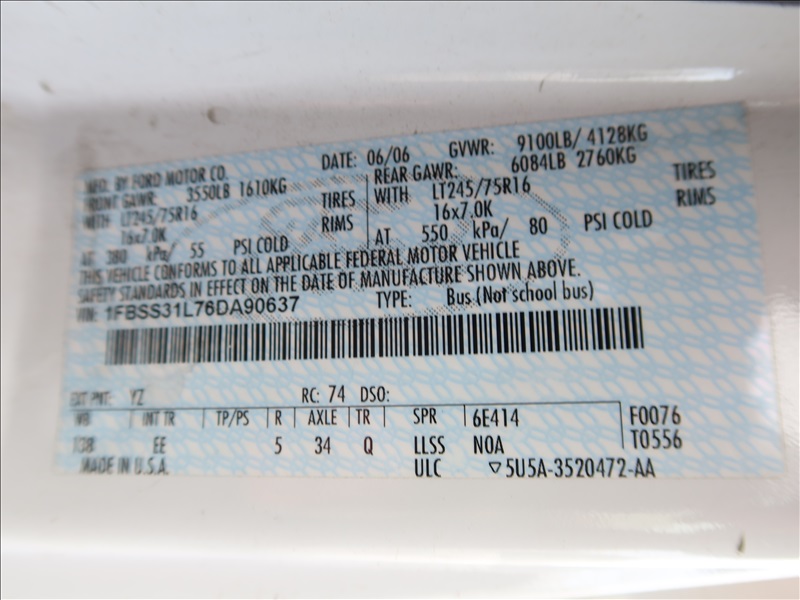 MFD. BY FORD MOTOR CO.
DATE: 06/06 GVWR: 9100LB/ 4128KG
FRONT GAWR: 3550LB 1610KG
REAR GAWR: 6084LB 2760KG
WITH LT245/75R16 TIRES
WITH LT245/75R16 TIRES
16x7.0K RIMS
16x7.0K RIMS
AT 380 kPa/ 55 PSI COLD
AT 550 kPa/ 80 PSI COLD
THIS VEHICLE CONFORMS TO ALL APPLICABLE FEDERAL MOTOR VEHICLE
SAFETY STANDARDS IN EFFECT ON THE DATE OF MANUFACTURE SHOWN ABOVE.
VIN: 1FBSS31L76DA90637 TYPE: Bus (Not school bus)
EXT PNT: YZ RC: 74 DSO:
WB INT TR TP/PS R AXLE TR SPR 6E414 F0076
138 EE 5 34 Q LLSS NOA T0556
MADE IN U.S.A. ULC ▽5U5A-3520472-AA